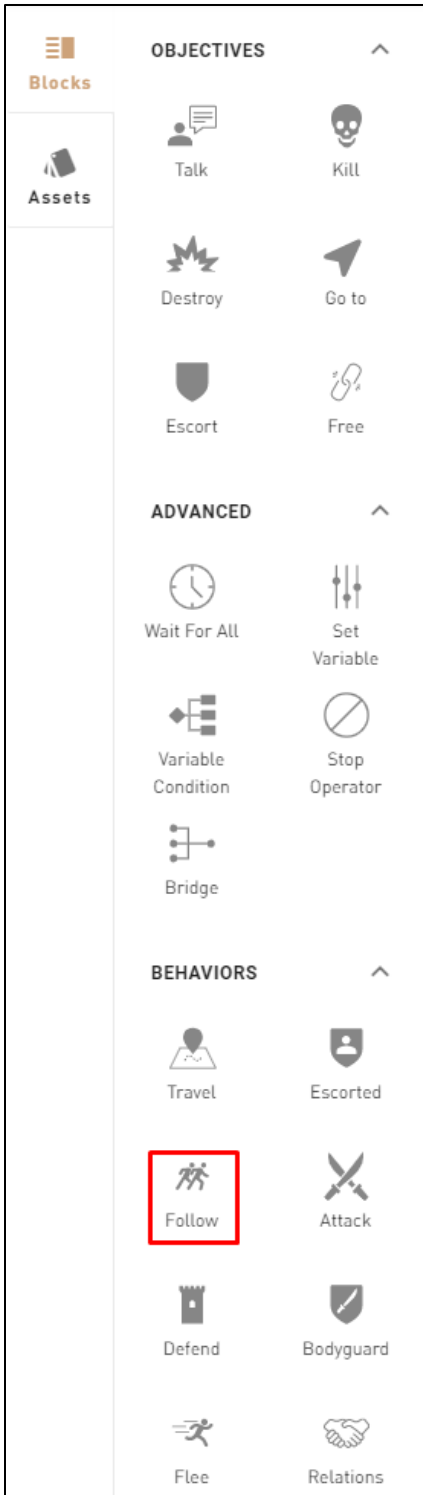 Blocks
Assets
OBJECTIVES
Talk
Kill
Destroy
Go to
Escort
Free
ADVANCED
Wait For All
Set
Variable
Variable
Condition
Stop
Operator
Bridge
BEHAVIORS
Travel
Escorted
Follow
Attack
Defend
Bodyguard
Flee
Relations